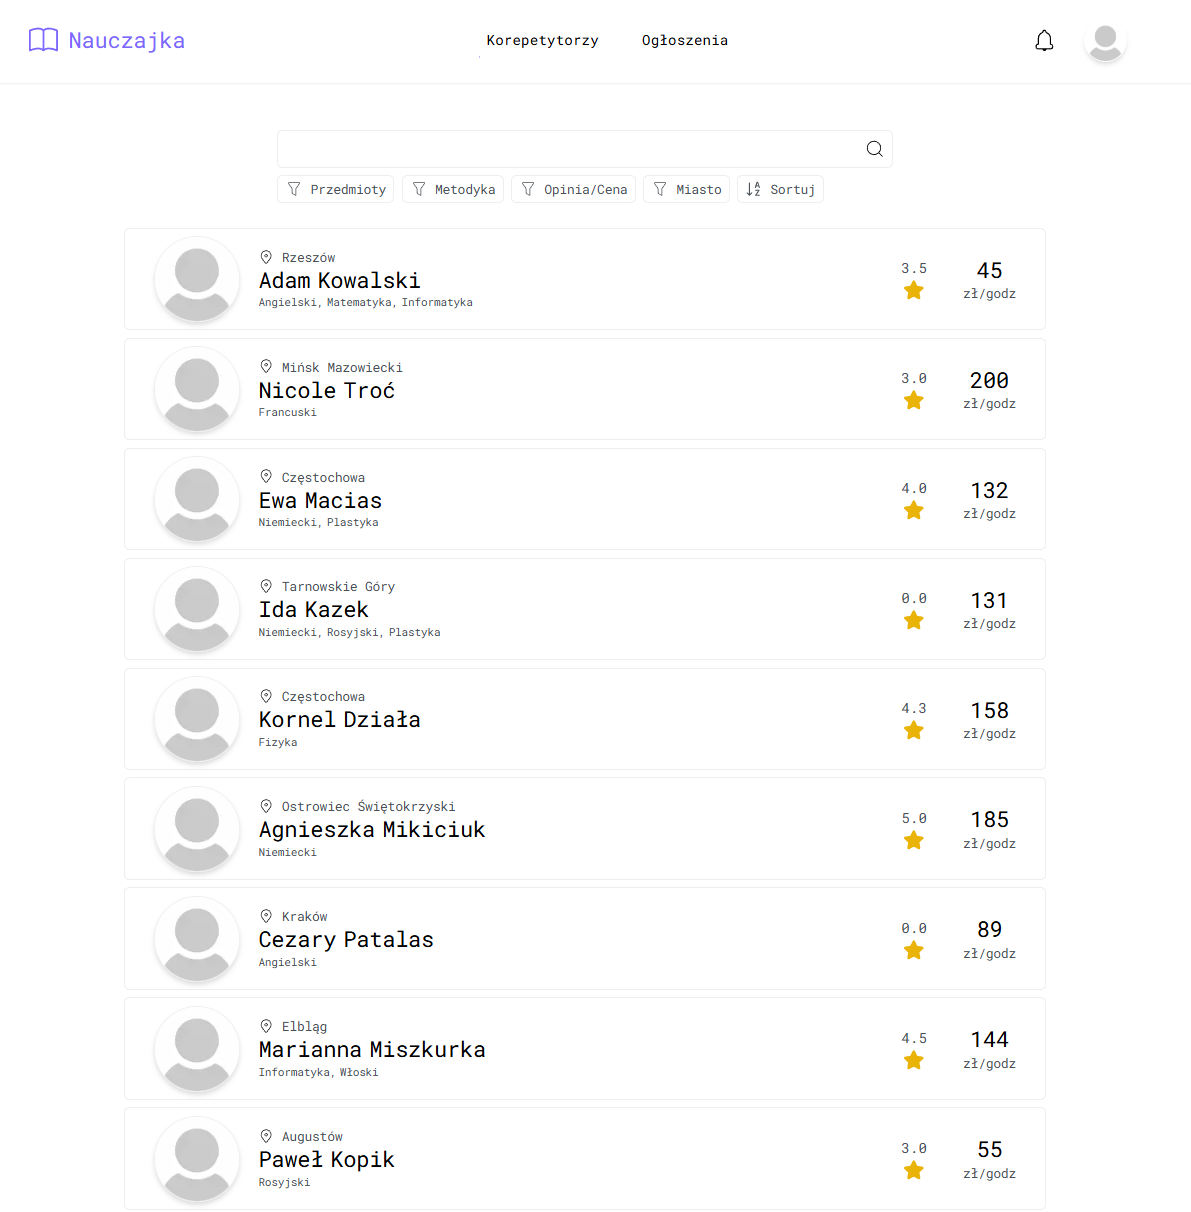 Nauczajka
Korepetytorzy
Ogłoszenia
Przedmioty
Metodyka
Opinia/Cena
Miasto
Sortuj
Rzeszów
Adam Kowalski
Angielski, Matematyka, Informatyka
3.5
45
zł/godz
Mińsk Mazowiecki
Nicole Troć
Francuski
3.0
200
zł/godz
Częstochowa
Ewa Macias
Niemiecki, Plastyka
4.0
132
zł/godz
Tarnowskie Góry
Ida Kazek
Niemiecki, Rosyjski, Plastyka
0.0
131
zł/godz
Częstochowa
Kornel Działa
Fizyka
4.3
158
zł/godz
Ostrowiec Świętokrzyski
Agnieszka Mikiciuk
Niemiecki
5.0
185
zł/godz
Kraków
Cezary Patalas
Angielski
0.0
89
zł/godz
Elbląg
Marianna Miszkurka
Informatyka, Włoski
4.5
144
zł/godz
Augustów
Paweł Kopik
Rosyjski
3.0
55
zł/godz